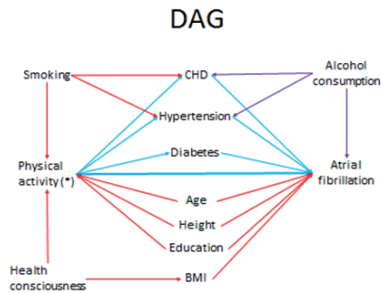 DAG
Smoking
CHD
Alcohol
consumption
Hypertension
Diabetes
Physical
activity(*)
Atrial
fibrillation
Age
Height
Education
Health
consciousness
BMI